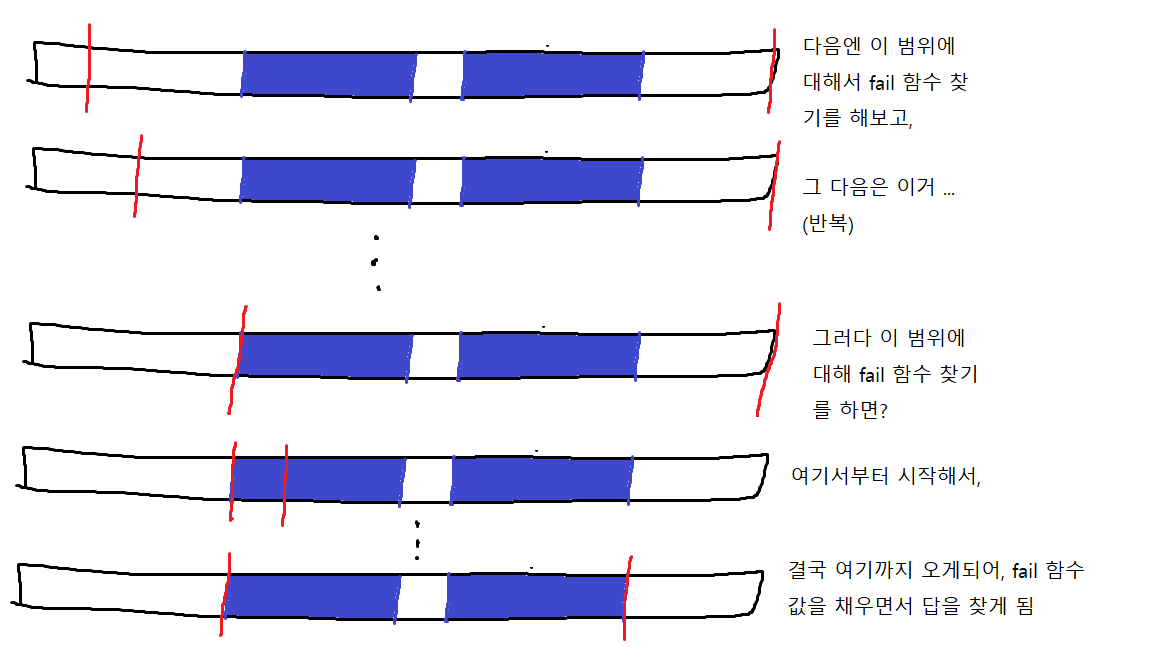 다음엔 이 범위에
대해서 fail 함수 찾
기를 해보고,
그 다음은 이거 ...
(반복)
그러다 이 범위에
대해 fail 함수 찾기
를 하면?
여기서부터 시작해서,
결국 여기까지 오게되어, fail 함수
값을 채우면서 답을 찾게 됨